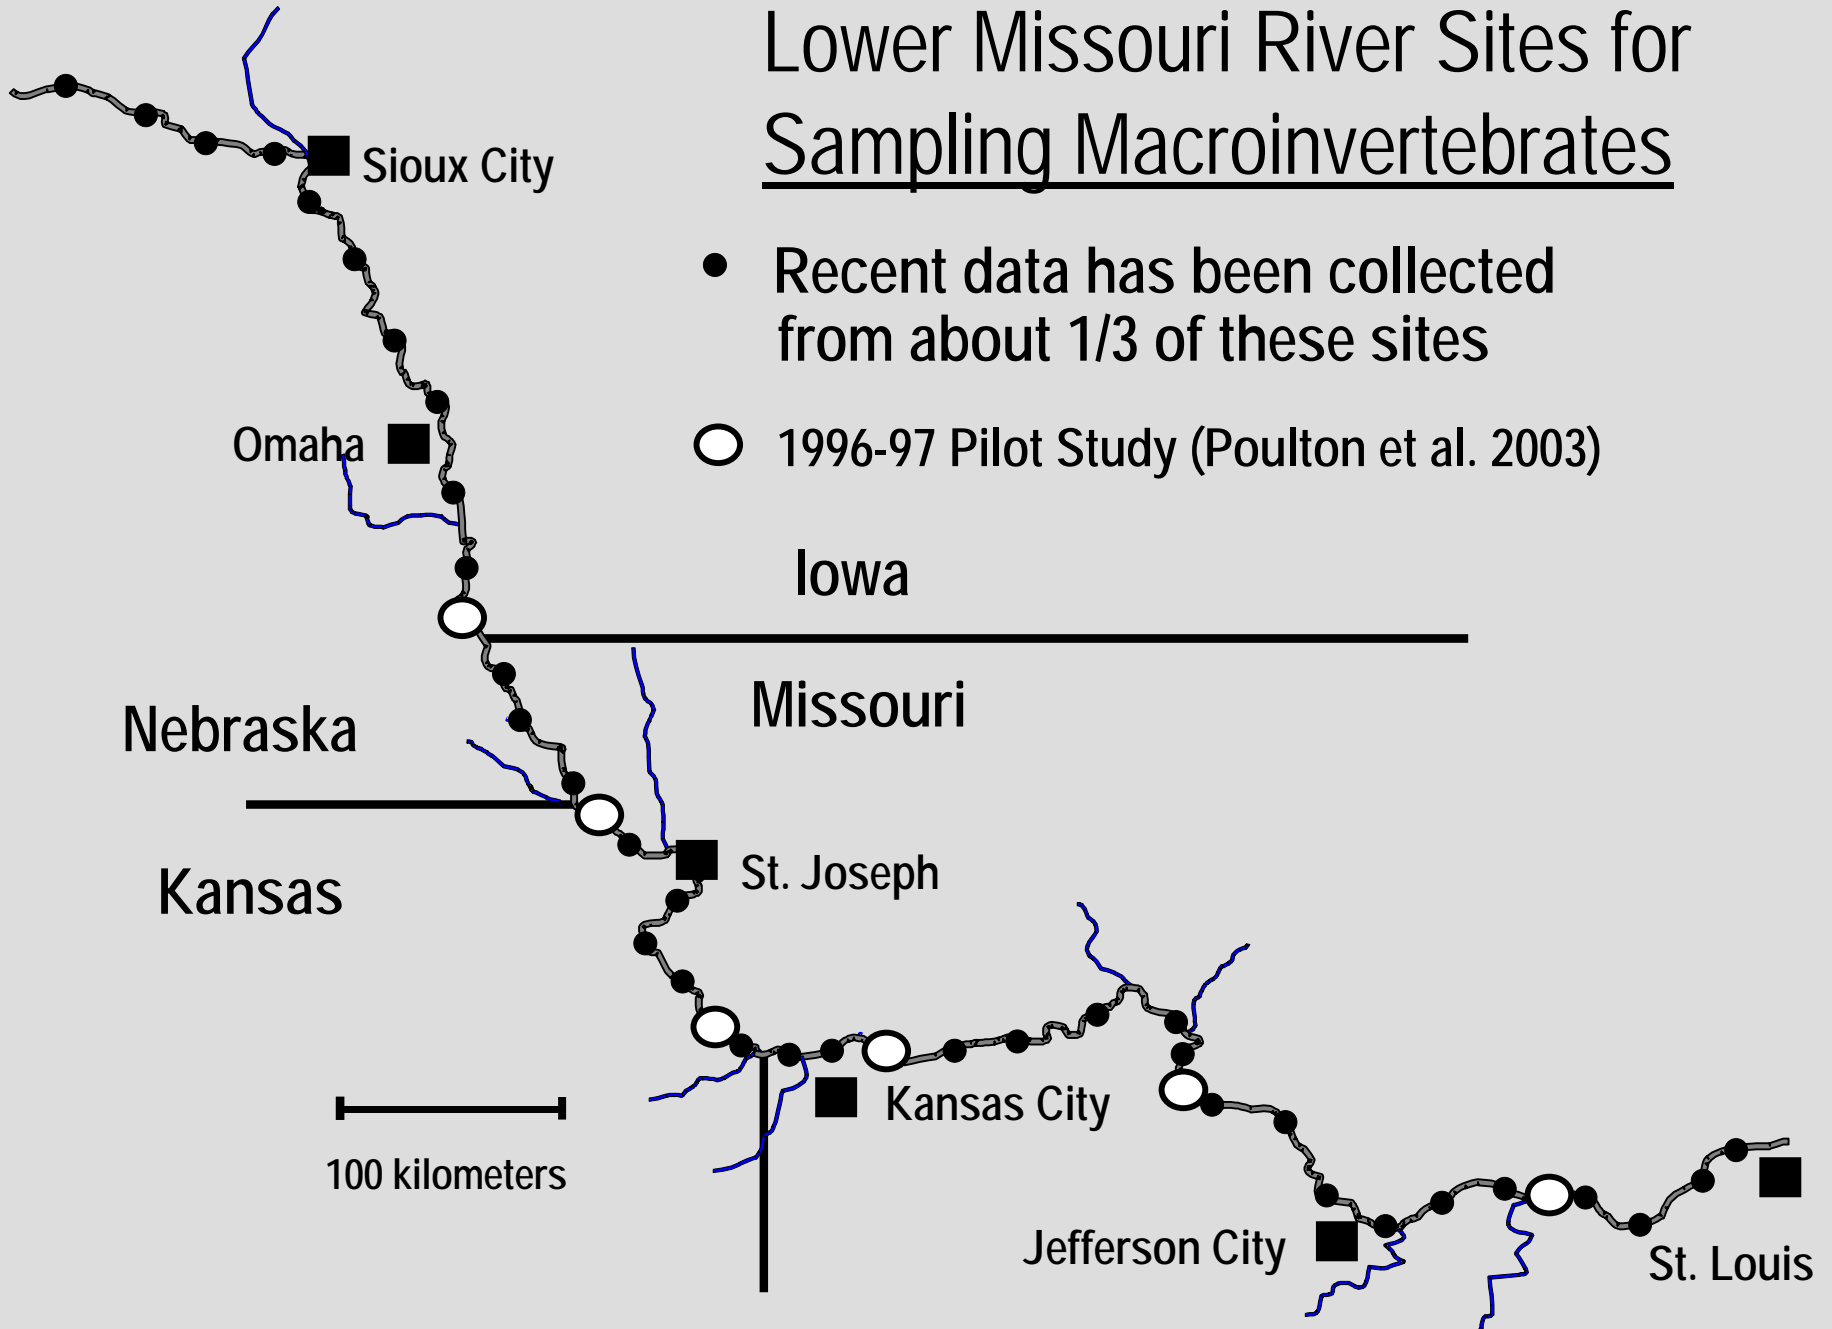 Lower Missouri River Sites for
Sampling Macroinvertebrates
Sioux City
Recent data has been collected
from about 1/3 of these sites
Omaha
1996-97 Pilot Study (Poulton et al. 2003)
Iowa
Missouri
Nebraska
St. Joseph
Kansas
Kansas City
100 kilometers
Jefferson City
St. Louis